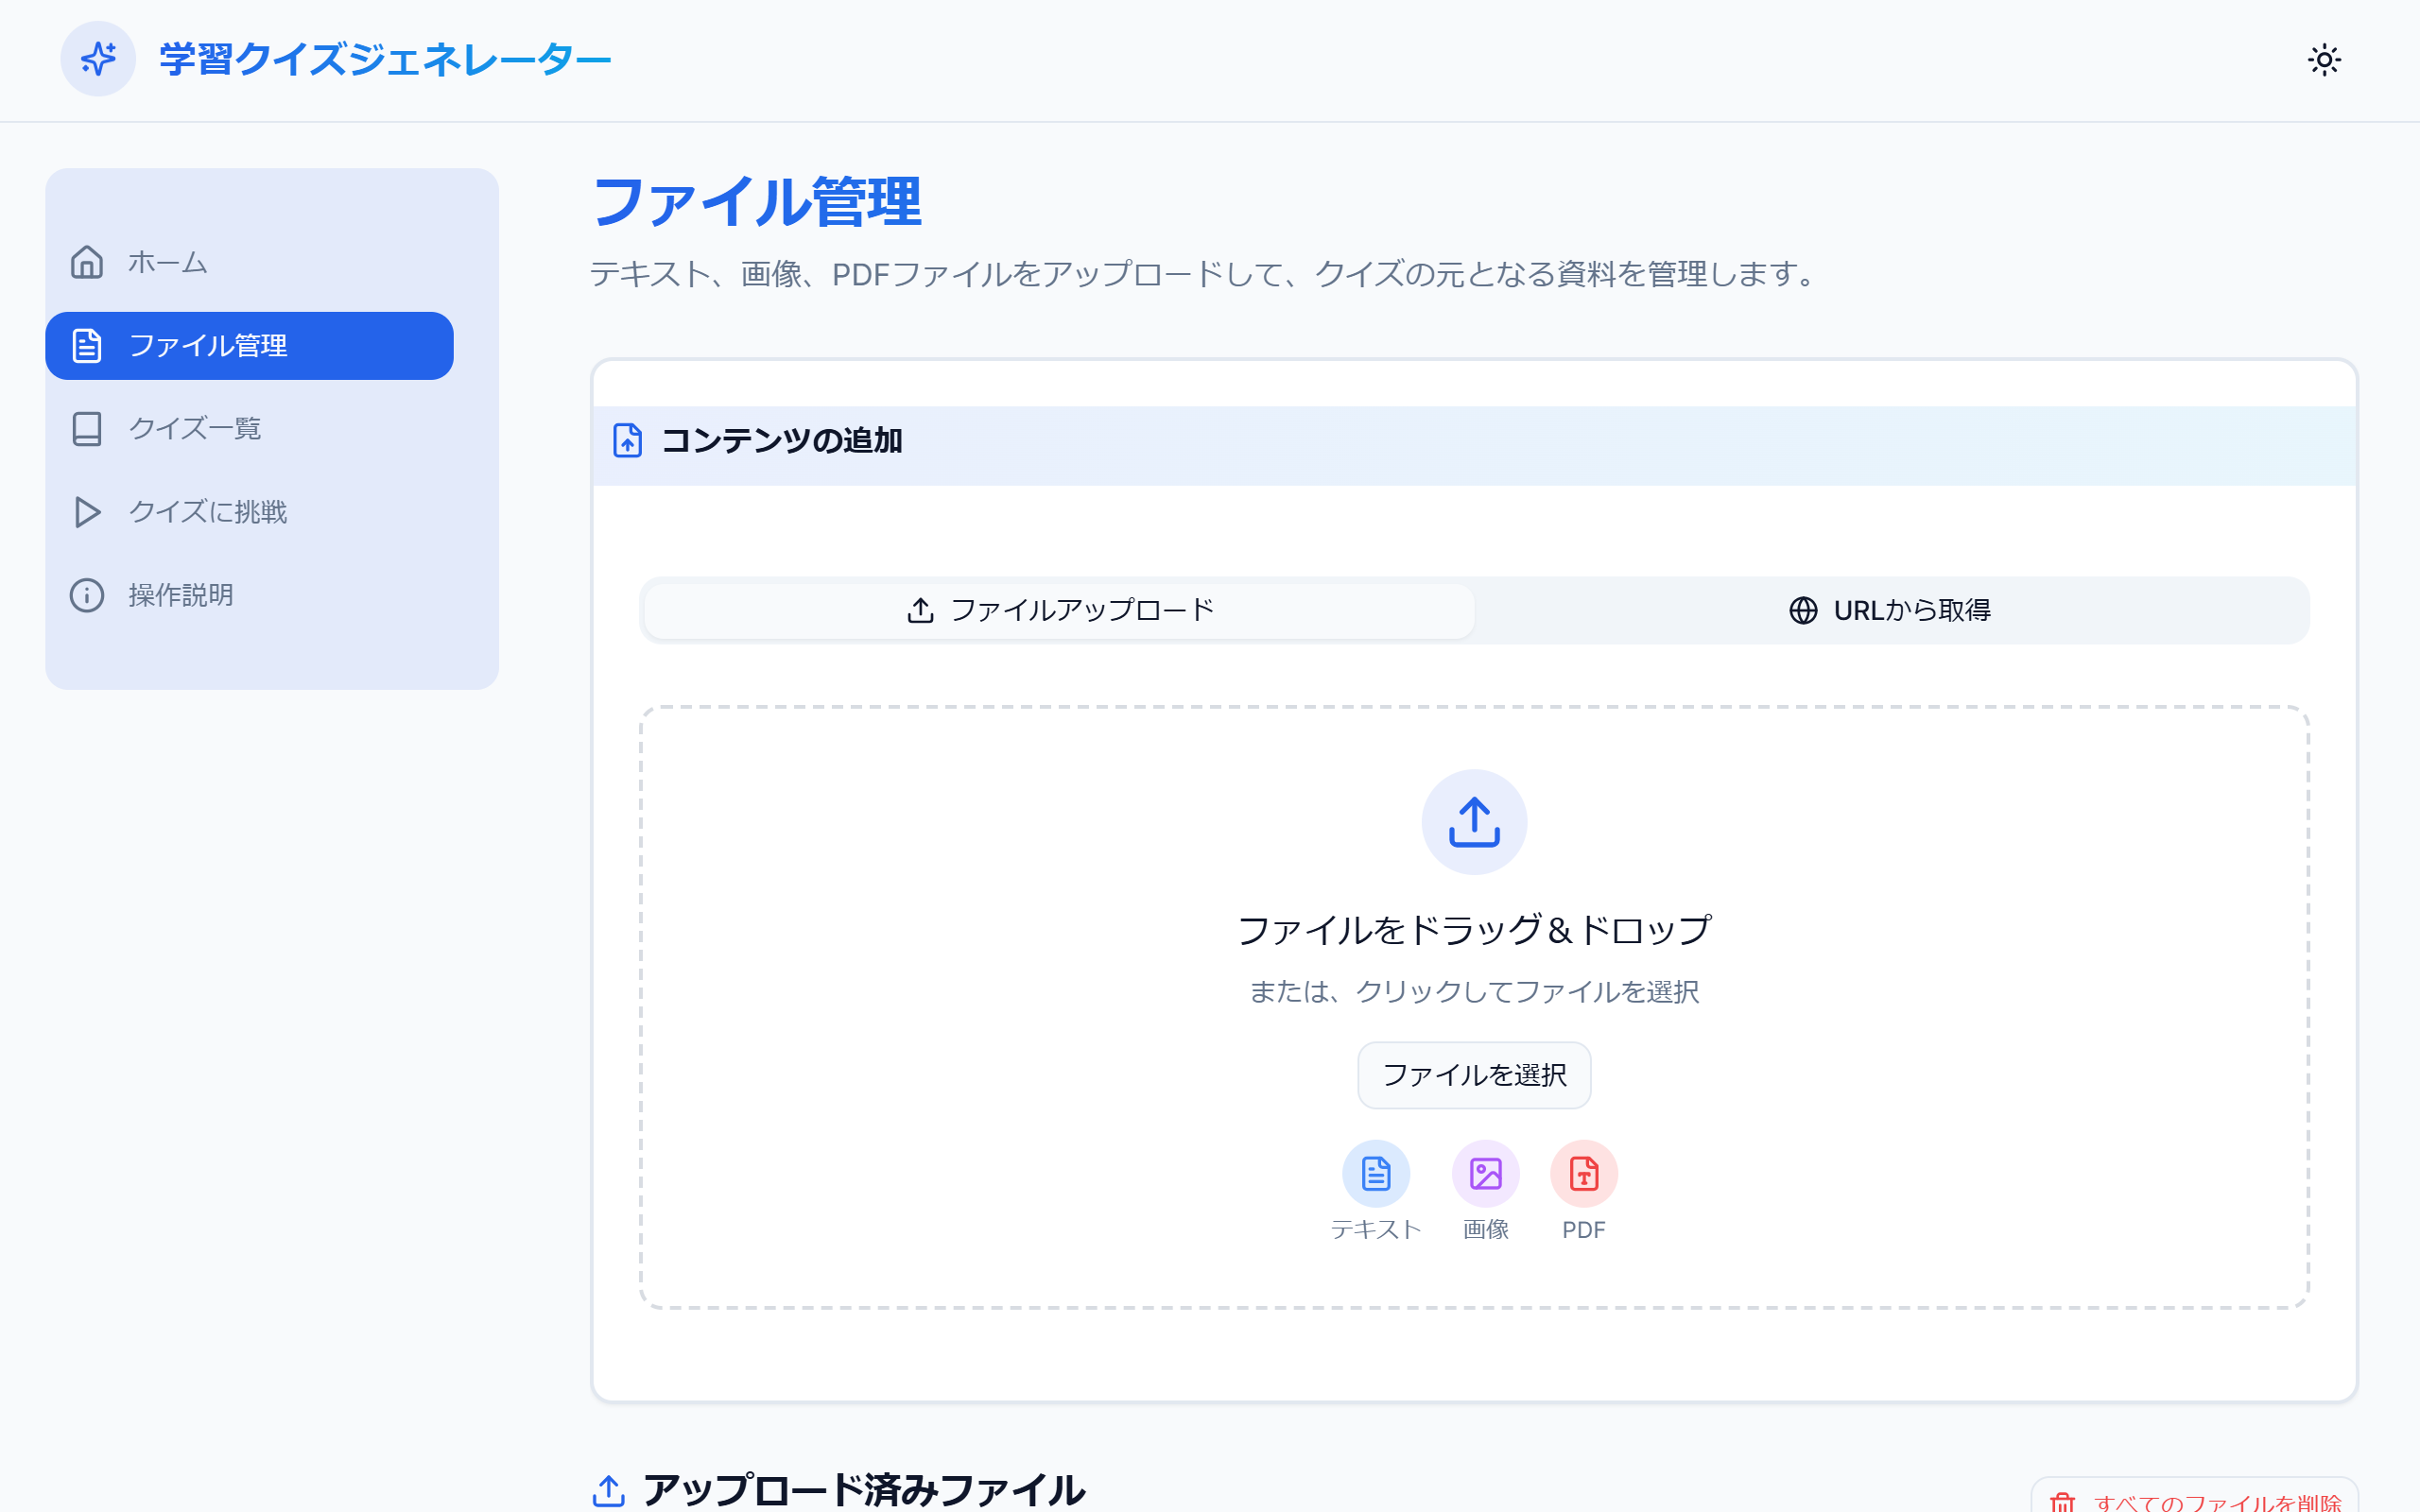 学習クイズジェネレーター
ホーム
ファイル管理
クイズ一覧
クイズに挑戦
操作説明
ファイル管理
テキスト、画像、PDFファイルをアップロードして、クイズの元となる資料を管理します。
コンテンツの追加
ファイルアップロード
URLから取得
ファイルをドラッグ＆ドロップ
または、クリックしてファイルを選択
ファイルを選択
テキスト
画像
PDF
アップロード済みファイル
すべてのファイルを削除